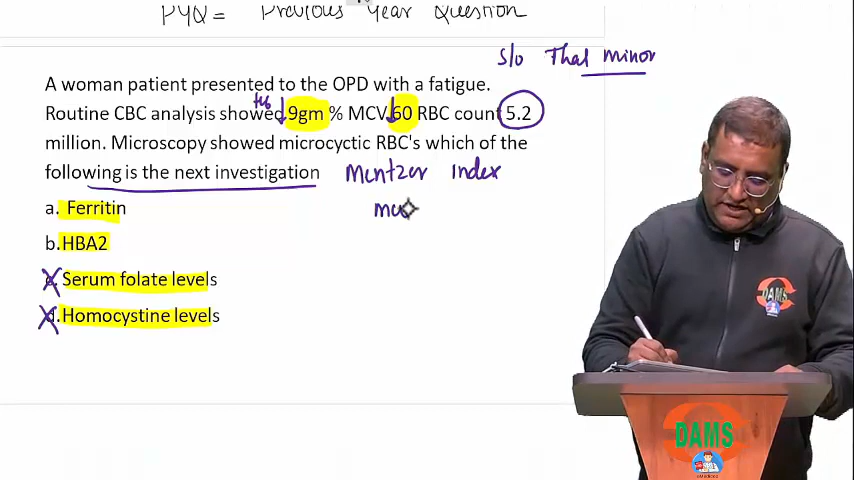 PYQ = Previous Year Question
S/o Thal minor
A woman patient presented to the OPD with a fatigue.
Hb
Routine CBC analysis showed 9gm % MCV 60 RBC count 5.2
million. Microscopy showed microcytic RBC's which of the
following is the next investigation Mentzer Index
a. Ferritin mc
b. HBA2
c. Serum folate levels
d. Homocystine levels
DAMS
DAMS